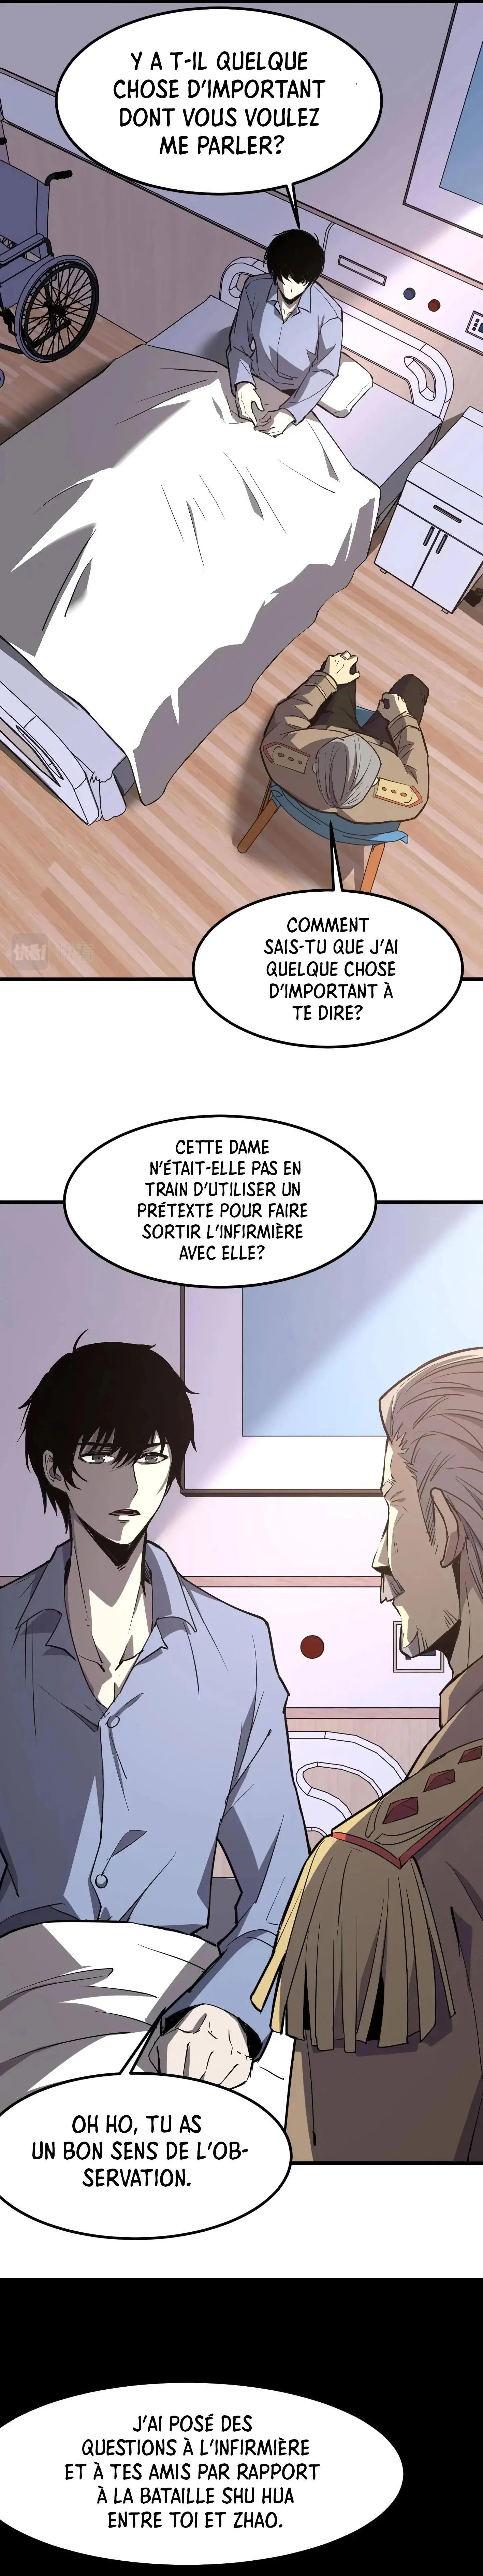 Y A T-IL QUELQUE
CHOSE D'IMPORTANT
DONT VOUS VOULEZ
ME PARLER?
COMMENT
SAIS-TU QUE J'AI
QUELQUE CHOSE
D'IMPORTANT À
TE DIRE?
CETTE DAME
N'ÉTAIT-ELLE PAS EN
TRAIN D'UTILISER UN
PRÉTEXTE POUR FAIRE
SORTIR L'INFIRMIÈRE
AVEC ELLE?
OH HO, TU AS
UN BON SENS DE L'OB-
SERVATION.
J'AI POSÉ DES
QUESTIONS À L'INFIRMIÈRE
ET À TES AMIS PAR RAPPORT
À LA BATAILLE SHU HUA
ENTRE TOI ET ZHAO.